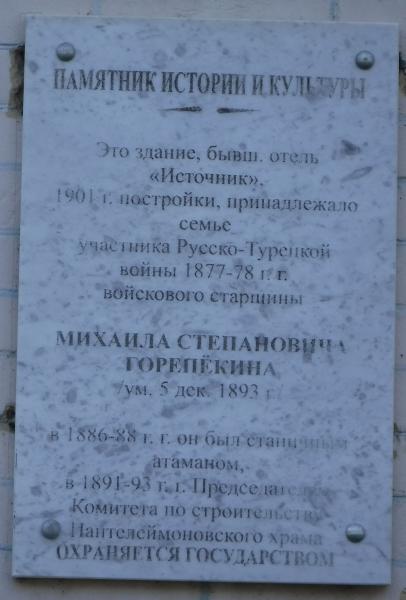 ПАМЯТНИК ИСТОРИИ И КУЛЬТУРЫ
Это здание, бывш. отель
«Источник»,
1901 г. постройки, принадлежало
семье
участника Русско-Турецкой
войны 1877-78 г. г.
войскового старшины
МИХАИЛА СТЕПАНОВИЧА
ГОРЕПЁКИНА
/ум. 5 дек. 1893 г
в 1886-88 г. г. он был станичным
атаманом,
в 1891-93 г. г. Председателем
Комитета по строительству
Пантелеймоновского храма
ОХРАНЯЕТСЯ ГОСУДАРСТВОМ